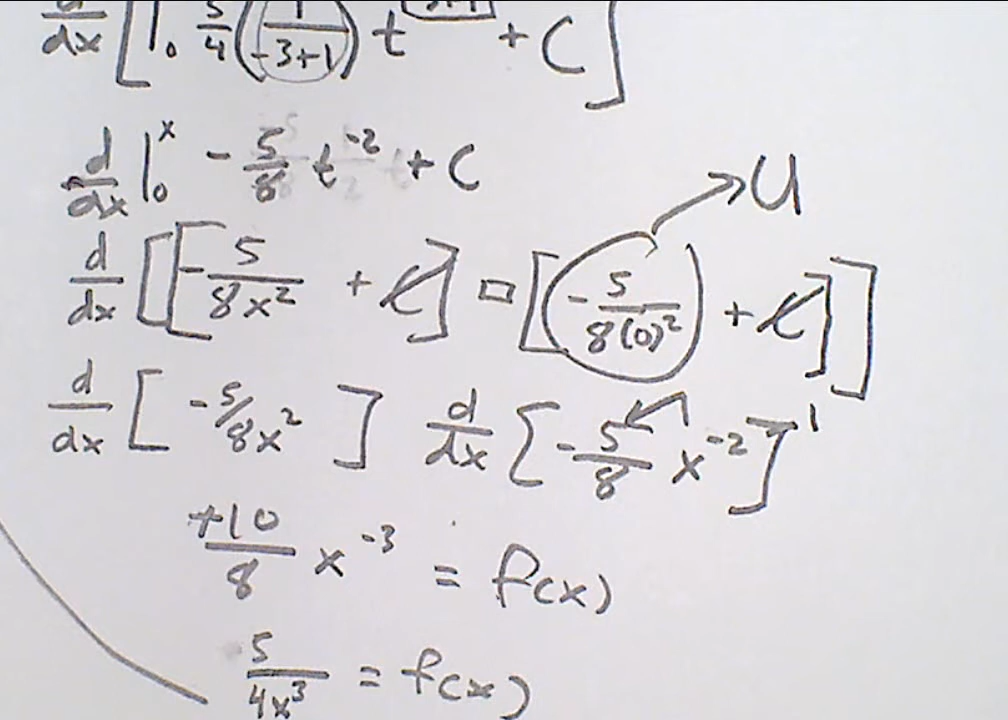 d/dx [ |₀ 5/4 (1/(-3+1)) t + C ]
d/dx |₀ˣ - 5/8 t⁻² + C
→ U
d/dx [ [ - 5/(8x²) + C ] - [ - 5/(8(0)²) + C ] ]
d/dx [ -5/8x² ] d/dx [ - 5/8 x⁻² ]'
+10/8 x⁻³ = f(x)
5/(4x³) = f(x)